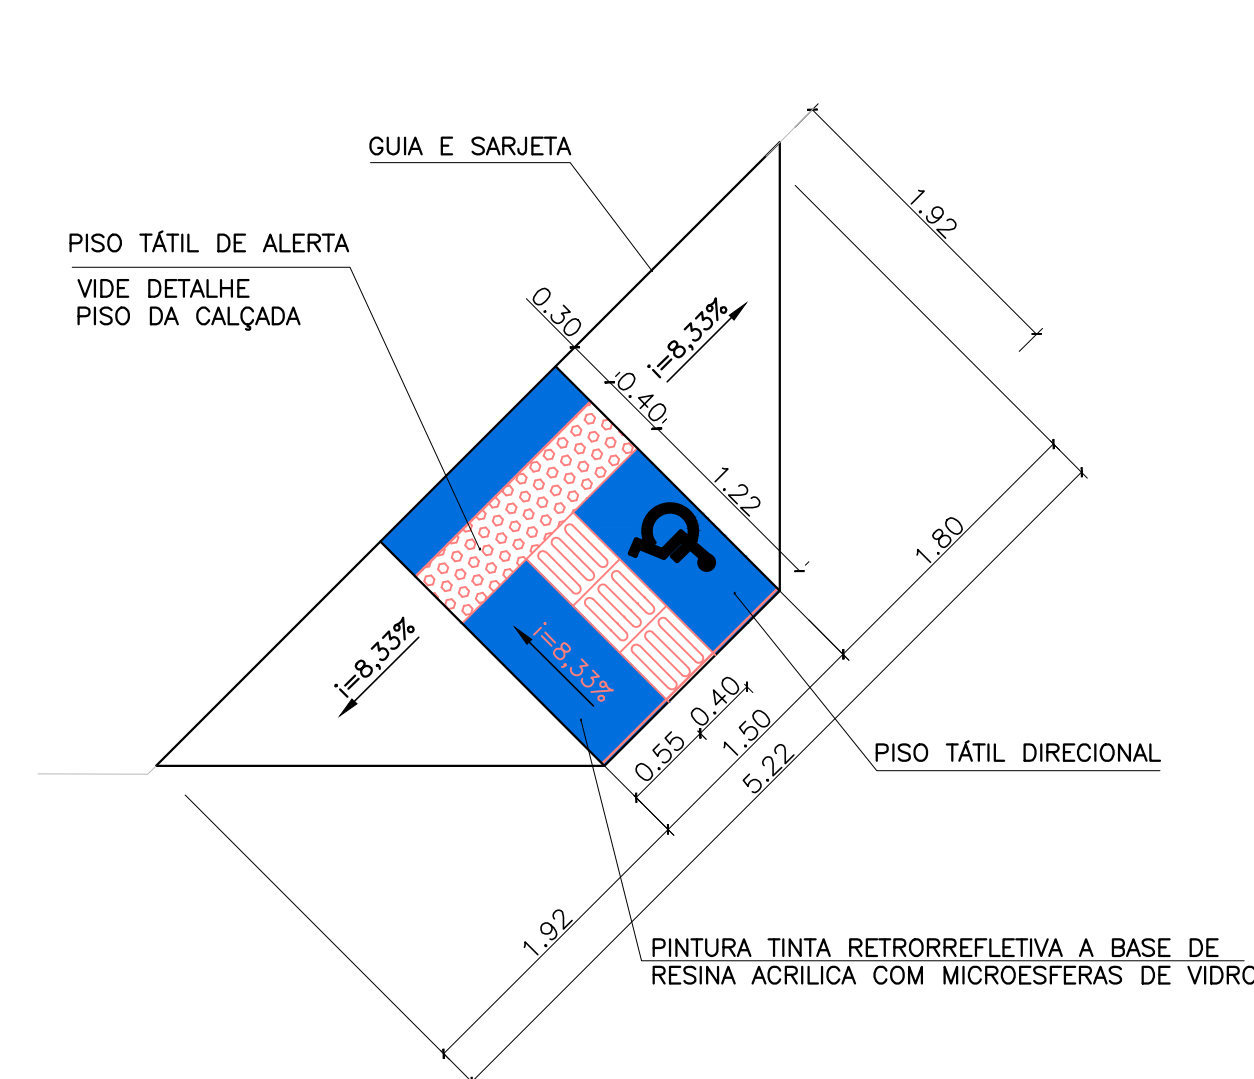 GUIA E SARJETA
PISO TÁTIL DE ALERTA
VIDE DETALHE
PISO DA CALÇADA
1.92
0.30
i=8,33%
0.40
1.22
1.80
i=8,33%
i=8,33%
0.40
0.55
1.50
5.22
PISO TÁTIL DIRECIONAL
1.92
PINTURA TINTA RETRORREFLETIVA A BASE DE
RESINA ACRILICA COM MICROESFERAS DE VIDRO